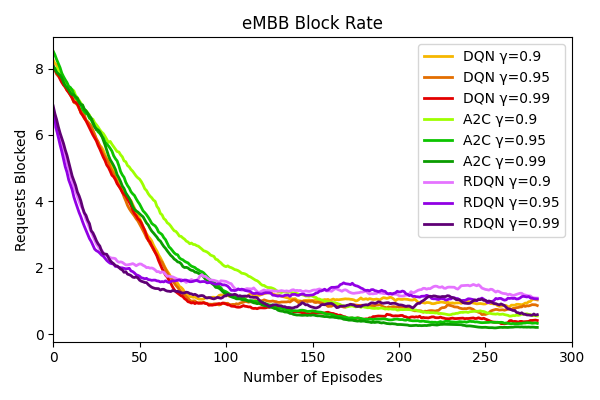 eMBB Block Rate
Requests Blocked
8
6
4
2
0
0 50 100 150 200 250 300
Number of Episodes
DQN γ=0.9
DQN γ=0.95
DQN γ=0.99
A2C γ=0.9
A2C γ=0.95
A2C γ=0.99
RDQN γ=0.9
RDQN γ=0.95
RDQN γ=0.99